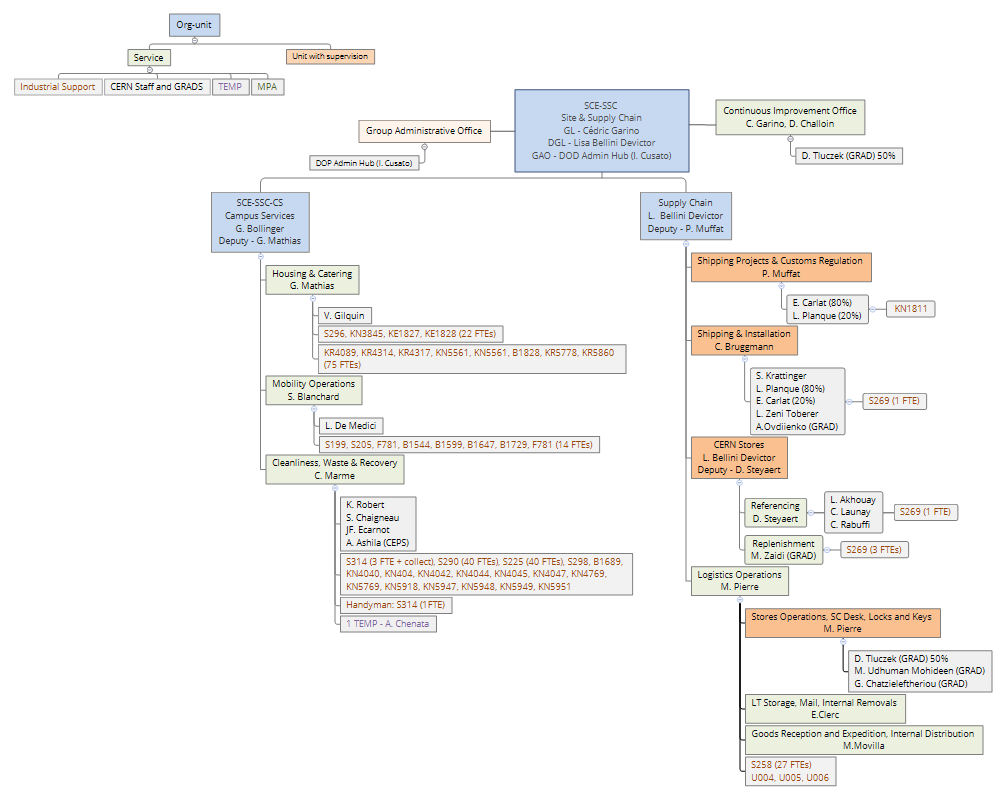 Org-unit
Service
Unit with supervision
Industrial Support
CERN Staff and GRADS
TEMP
MPA
SCE-SSC
Site & Supply Chain
GL - Cédric Garino
DGL - Lisa Bellini Devictor
GAO - DOD Admin Hub (I. Cusato)
Group Administrative Office
DOP Admin Hub (I. Cusato)
Continuous Improvement Office
C. Garino, D. Challoin
D. Tluczek (GRAD) 50%
SCE-SSC-CS
Campus Services
G. Bollinger
Deputy - G. Mathias
Housing & Catering
G. Mathias
V. Gilquin
S296, KN3845, KE1827, KE1828 (22 FTEs)
KR4089, KR4314, KR4317, KN5561, KN5561, B1828, KR5778, KR5860
(75 FTEs)
Mobility Operations
S. Blanchard
L. De Medici
S199, S205, F781, B1544, B1599, B1647, B1729, F781 (14 FTEs)
Cleanliness, Waste & Recovery
C. Marme
K. Robert
S. Chaigneau
JF. Ecarnot
A. Ashila (CEPS)
S314 (3 FTE + collect), S290 (40 FTEs), S225 (40 FTEs), S298, B1689,
KN4040, KN404, KN4042, KN4044, KN4045, KN4047, KN4769,
KN5769, KN5918, KN5947, KN5948, KN5949, KN5951
Handyman: S314 (1FTE)
1 TEMP - A. Chenata
Supply Chain
L. Bellini Devictor
Deputy - P. Muffat
Shipping Projects & Customs Regulation
P. Muffat
E. Carlat (80%)
L. Planque (20%)
KN1811
Shipping & Installation
C. Bruggmann
S. Krattinger
L. Planque (80%)
E. Carlat (20%)
L. Zeni Toberer
A.Ovdiienko (GRAD)
S269 (1 FTE)
CERN Stores
L. Bellini Devictor
Deputy - D. Steyaert
Referencing
D. Steyaert
L. Akhouay
C. Launay
C. Rabuffi
S269 (1 FTE)
Replenishment
M. Zaidi (GRAD)
S269 (3 FTEs)
Logistics Operations
M. Pierre
Stores Operations, SC Desk, Locks and Keys
M. Pierre
D. Tluczek (GRAD) 50%
M. Udhuman Mohideen (GRAD)
G. Chatzieleftheriou (GRAD)
LT Storage, Mail, Internal Removals
E.Clerc
Goods Reception and Expedition, Internal Distribution
M.Movilla
S258 (27 FTEs)
U004, U005, U006